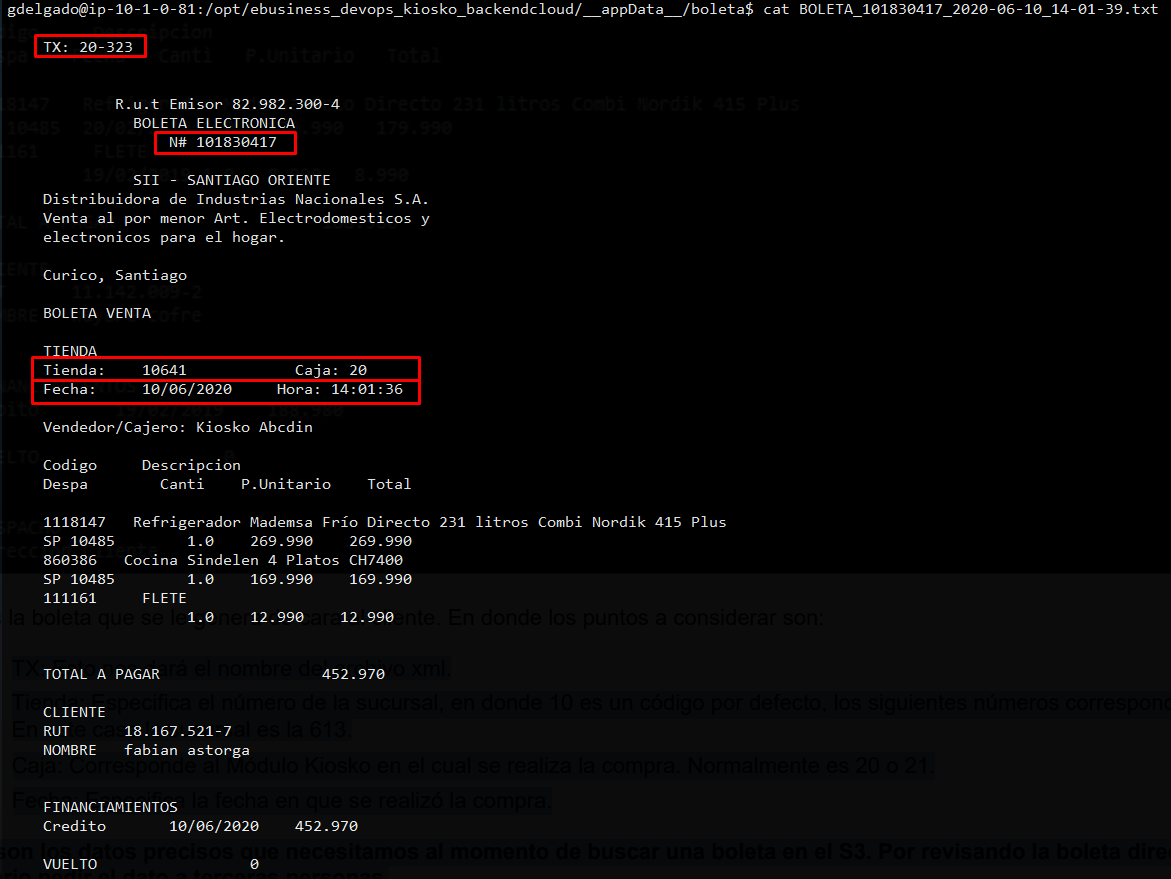 gdelgado@ip-10-1-0-81:/opt/ebusiness_devops_kiosko_backendcloud/__appData__/boleta$ cat BOLETA_101830417_2020-06-10_14-01-39.txt
TX: 20-323
R.u.t Emisor 82.982.300-4
BOLETA ELECTRONICA
N# 101830417
SII - SANTIAGO ORIENTE
Distribuidora de Industrias Nacionales S.A.
Venta al por menor Art. Electrodomesticos y
electronicos para el hogar.
Curico, Santiago
BOLETA VENTA
TIENDA
Tienda: 10641 Caja: 20
Fecha: 10/06/2020 Hora: 14:01:36
Vendedor/Cajero: Kiosko Abcdin
Codigo Descripcion
Despa Canti P.Unitario Total
1118147 Refrigerador Mademsa Frío Directo 231 litros Combi Nordik 415 Plus
SP 10485 1.0 269.990 269.990
860386 Cocina Sindelen 4 Platos CH7400
SP 10485 1.0 169.990 169.990
111161 FLETE
1.0 12.990 12.990
TOTAL A PAGAR 452.970
CLIENTE
RUT 18.167.521-7
NOMBRE fabian astorga
FINANCIAMIENTOS
Credito 10/06/2020 452.970
VUELTO 0